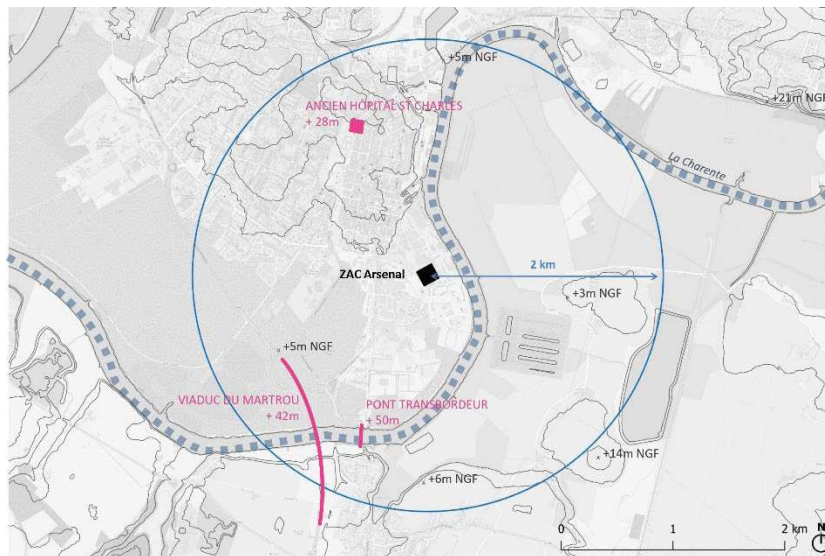 +5m NGF
+21m NGF
ANCIEN HÔPITAL ST CHARLES
+ 28m
La Charente
ZAC Arsenal
2 km
+3m NGF
+5m NGF
VIADUC DU MARTROU
+ 42m
PONT TRANSBORDEUR
+ 50m
+14m NGF
+6m NGF
0
1
2 km
N